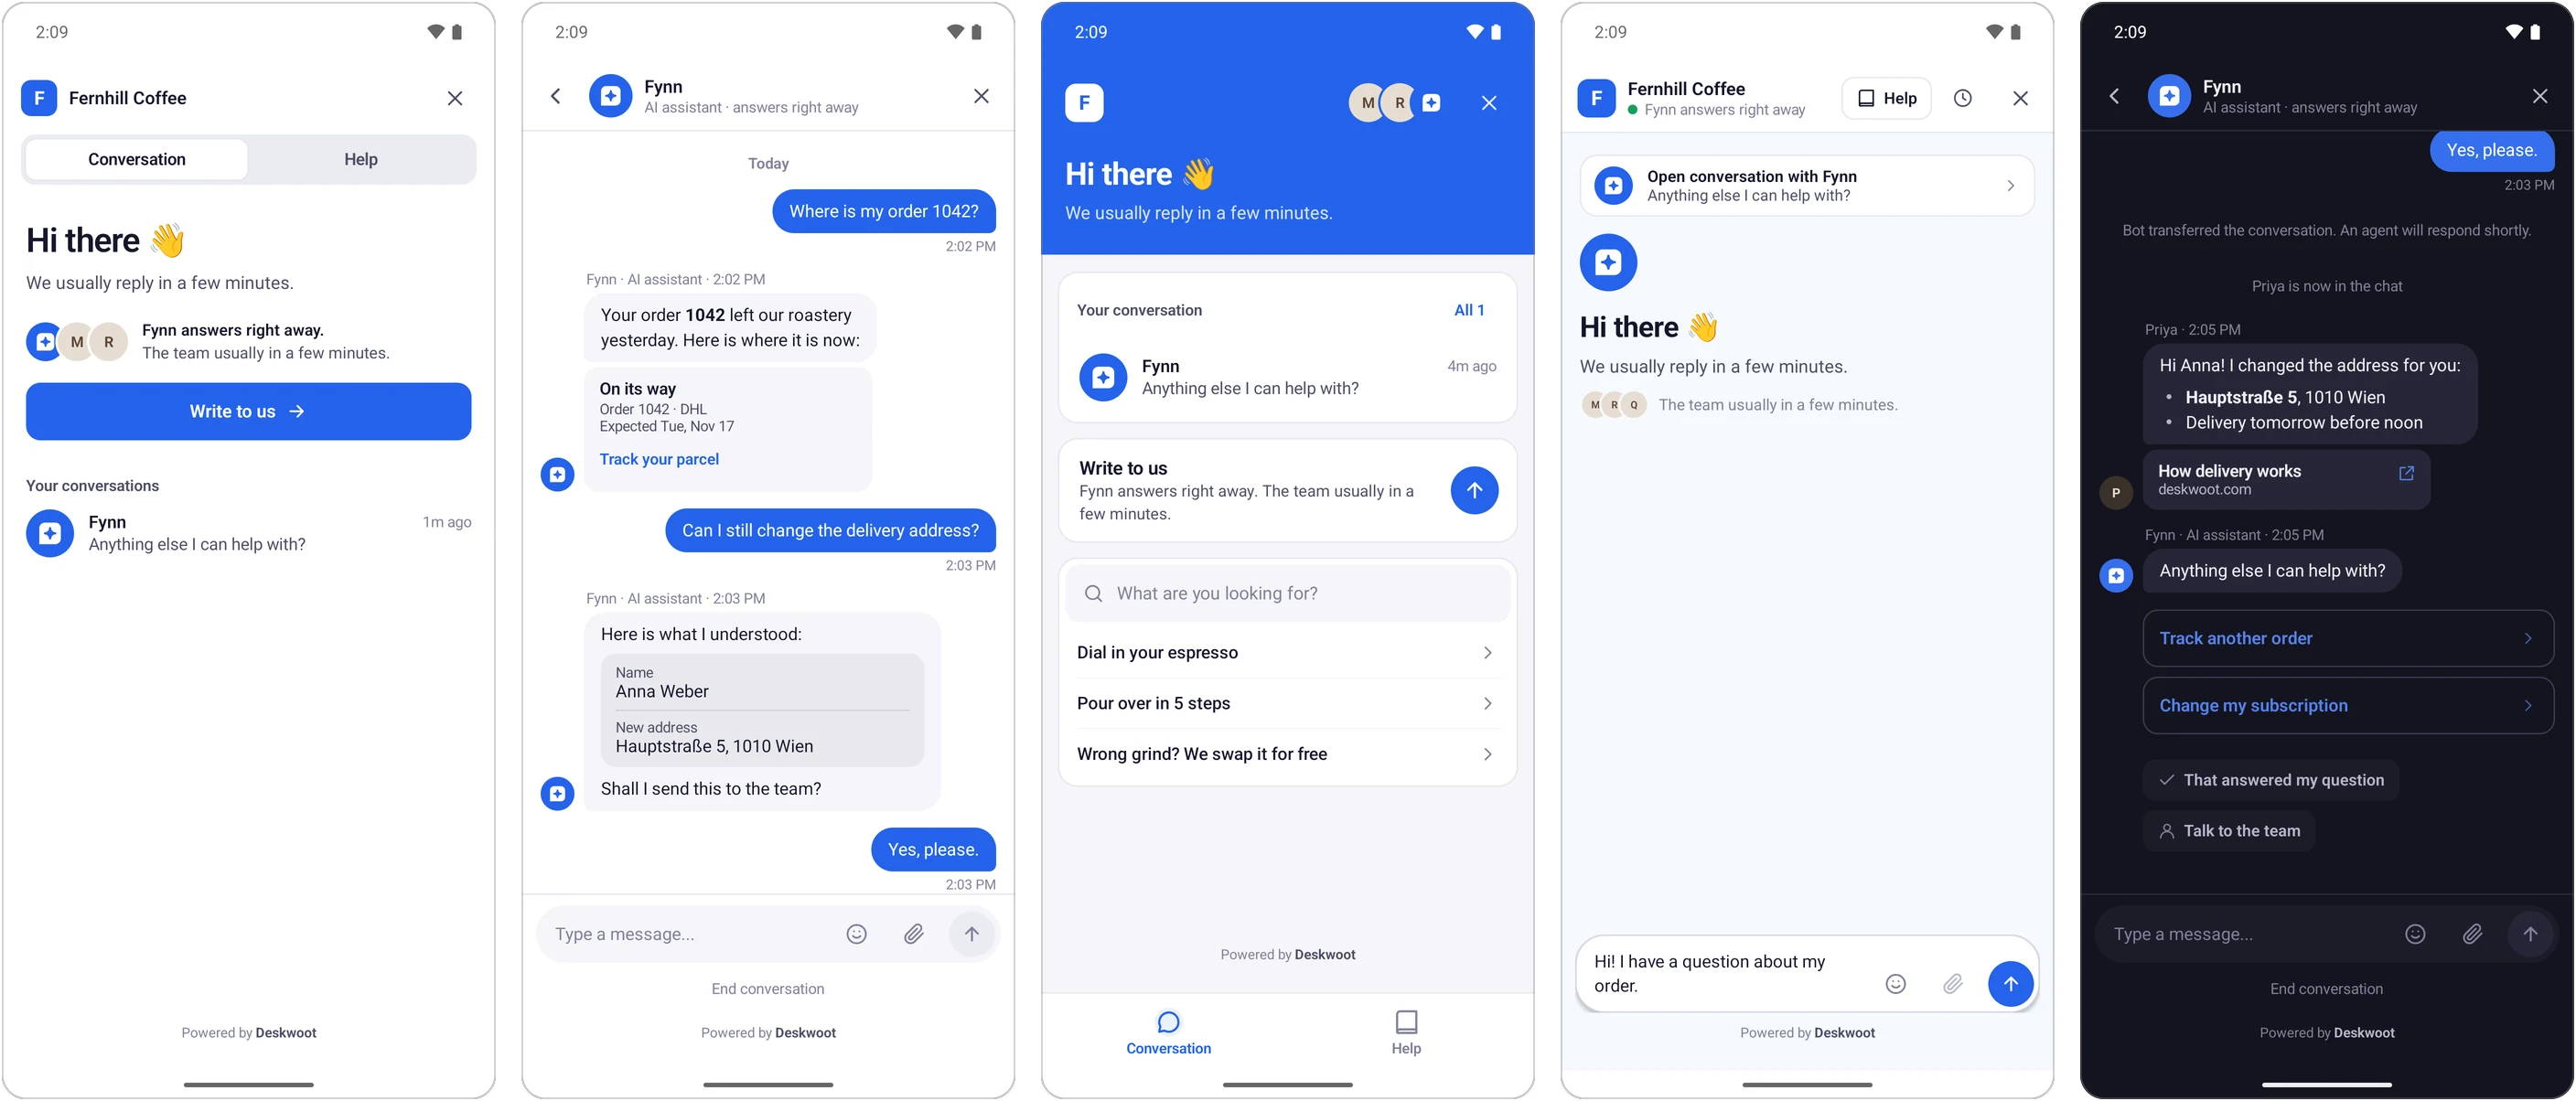 2:09
F
Fernhill Coffee
Conversation
Help
Hi there 👋
We usually reply in a few minutes.
M
R
Fynn answers right away.
The team usually in a few minutes.
Write to us →
Your conversations
Fynn
1m ago
Anything else I can help with?
Powered by Deskwoot
2:09
Fynn
AI assistant · answers right away
Today
Where is my order 1042?
2:02 PM
Fynn · AI assistant · 2:02 PM
Your order 1042 left our roastery
yesterday. Here is where it is now:
On its way
Order 1042 · DHL
Expected Tue, Nov 17
Track your parcel
Can I still change the delivery address?
2:03 PM
Fynn · AI assistant · 2:03 PM
Here is what I understood:
Name
Anna Weber
New address
Hauptstraße 5, 1010 Wien
Shall I send this to the team?
Yes, please.
2:03 PM
Type a message...
End conversation
Powered by Deskwoot
2:09
F
M
R
Hi there 👋
We usually reply in a few minutes.
Your conversation
All 1
Fynn
4m ago
Anything else I can help with?
Write to us
Fynn answers right away. The team usually in a
few minutes.
What are you looking for?
Dial in your espresso
Pour over in 5 steps
Wrong grind? We swap it for free
Powered by Deskwoot
Conversation
Help
2:09
F
Fernhill Coffee
Fynn answers right away
Help
Open conversation with Fynn
Anything else I can help with?
Hi there 👋
We usually reply in a few minutes.
M
R
Q
The team usually in a few minutes.
Hi! I have a question about my
order.
Powered by Deskwoot
2:09
Fynn
AI assistant · answers right away
Yes, please.
2:03 PM
Bot transferred the conversation. An agent will respond shortly.
Priya is now in the chat
Priya · 2:05 PM
Hi Anna! I changed the address for you:
• Hauptstraße 5, 1010 Wien
• Delivery tomorrow before noon
How delivery works
deskwoot.com
P
Fynn · AI assistant · 2:05 PM
Anything else I can help with?
Track another order
Change my subscription
That answered my question
Talk to the team
Type a message...
End conversation
Powered by Deskwoot